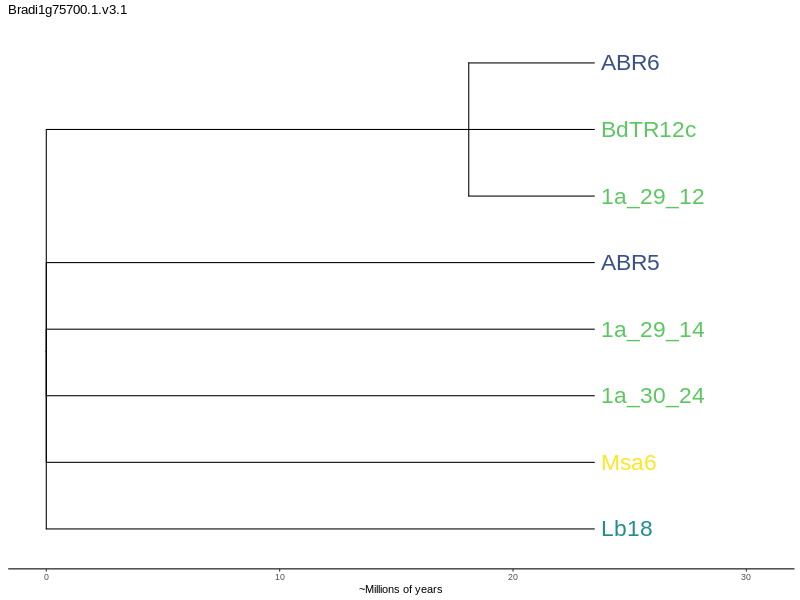 Bradi1g75700.1.v3.1
ABR6
BdTR12c
1a_29_12
ABR5
1a_29_14
1a_30_24
Msa6
Lb18
0 10 20 30
~Millions of years